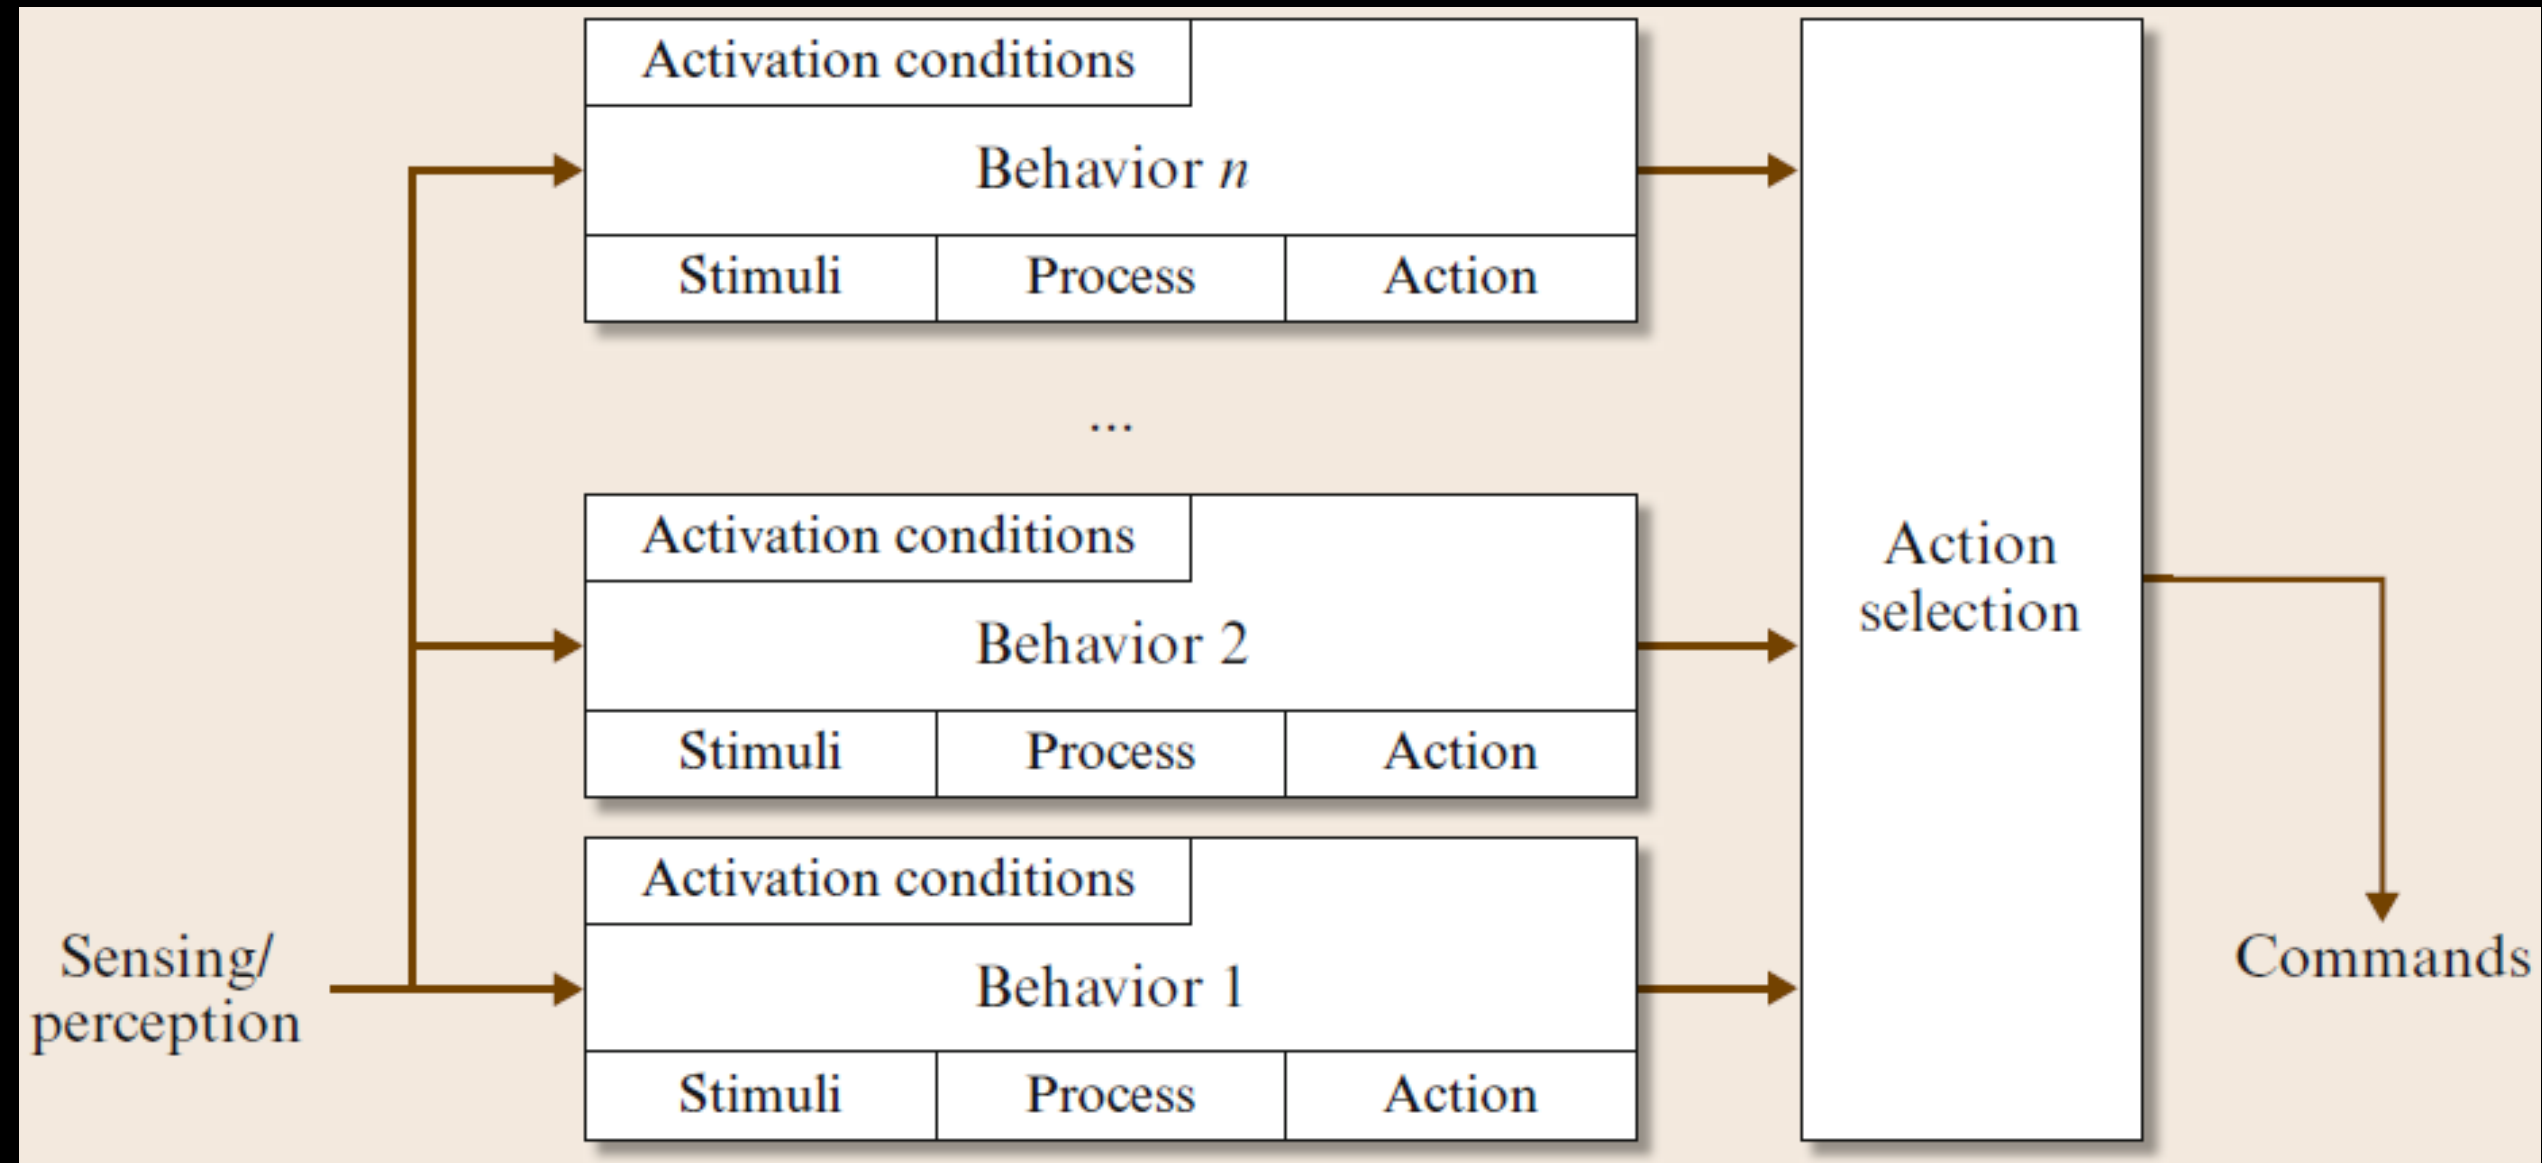 Activation conditions
Behavior n
Stimuli Process Action
...
Activation conditions
Behavior 2
Stimuli Process Action
Activation conditions
Behavior 1
Stimuli Process Action
Sensing/
perception
Action
selection
Commands